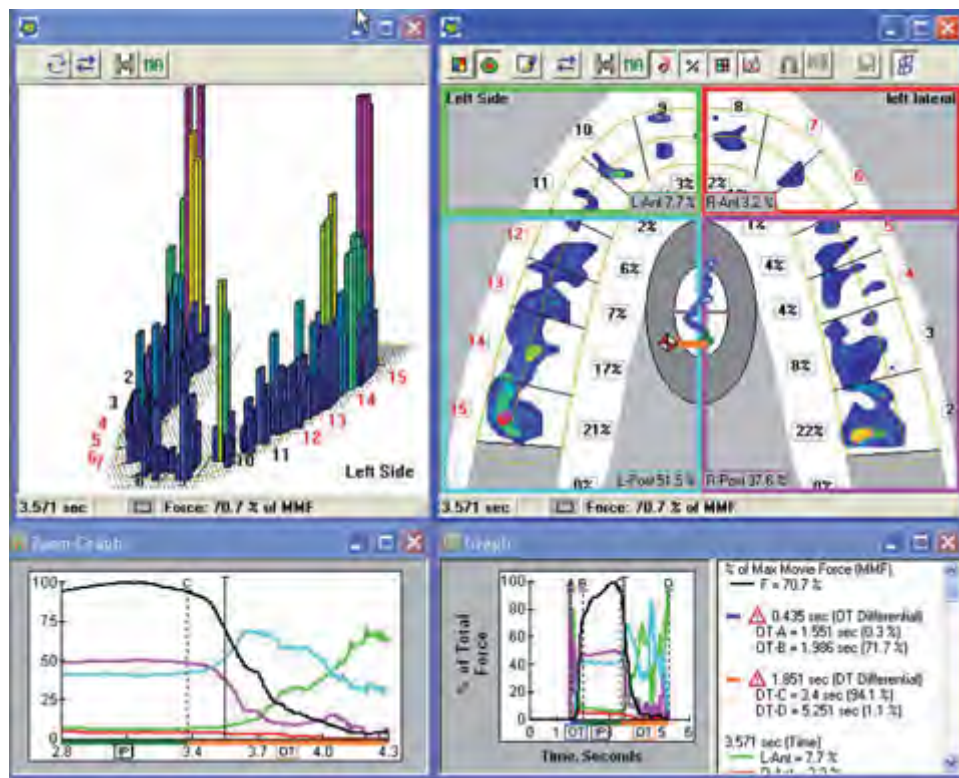 2
3
4
5
6
7
10
11
12
13
14
15
Left Side
3.571 sec
Force: 70.7 % of MMF
Left Side
left lateral
9
8
10
7
11
6
3%
2%
L-Ant 7.7 %
R-Ant 3.2 %
12
2%
1%
5
13
6%
4%
4
14
7%
4%
3
17%
8%
15
21%
22%
2
0%
0%
L-Post 51.5 %
R-Post 37.6 %
3.571 sec
Force: 70.7 % of MMF
Zoom-Graph
100
75
50
25
0
C
2.8
IP
3.4
3.7
OT
4.0
4.3
Graph
% of Total Force
100
80
60
40
20
0
A
B
D
0
1
2
3
4
5
6
DT
IP
DT
Time, Seconds
% of Max Movie Force (MMF)
F = 70.7 %
0.435 sec (OT Differential)
OT-A = 1.551 sec (0.3 %)
OT-B = 1.986 sec (71.7 %)
1.851 sec (DT Differential)
DT-C = 3.4 sec (94.1 %)
DT-D = 5.251 sec (1.1 %)
3.571 sec (Time)
L-Ant = 7.7 %